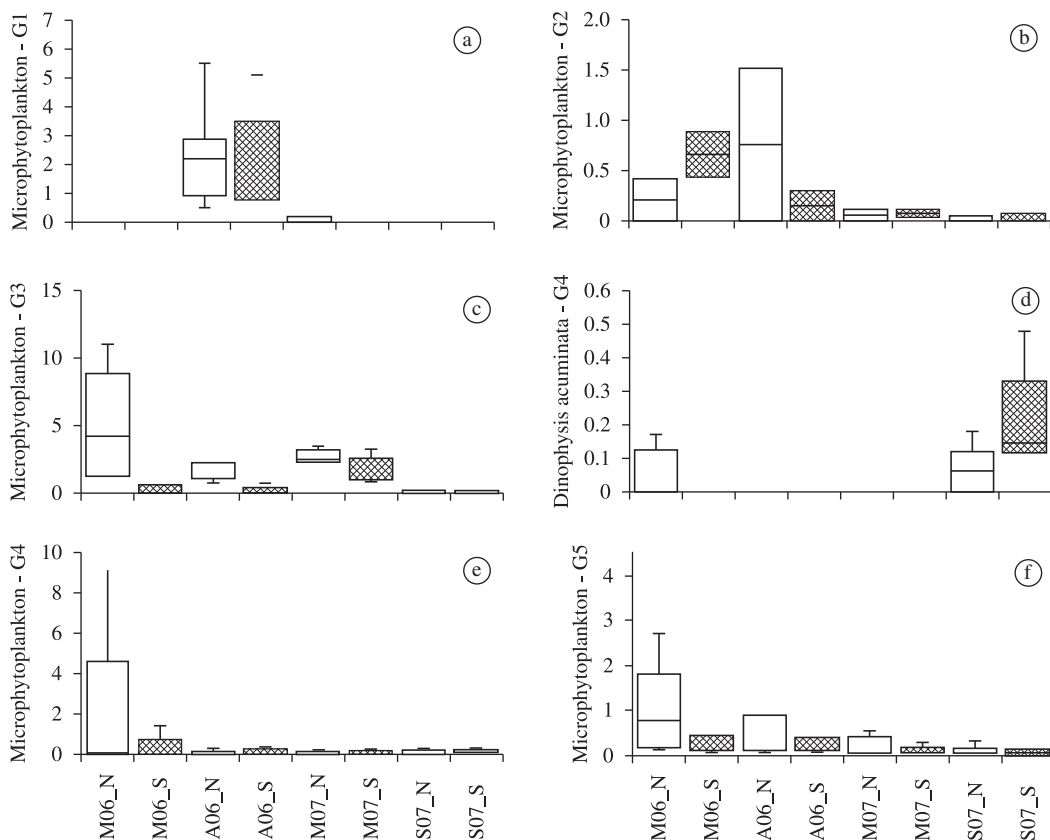 Microphytoplankton - G1
7
6
5
4
3
2
1
0
a
Microphytoplankton - G2
2.0
1.5
1.0
0.5
0
b
Microphytoplankton - G3
15
10
5
0
c
Dinophysis acuminata - G4
0.6
0.5
0.4
0.3
0.2
0.1
0
d
Microphytoplankton - G4
10
8
6
4
2
0
e
M06_N
M06_S
A06_N
A06_S
M07_N
M07_S
S07_N
S07_S
Microphytoplankton - G5
4
3
2
1
0
f
M06_N
M06_S
A06_N
A06_S
M07_N
M07_S
S07_N
S07_S